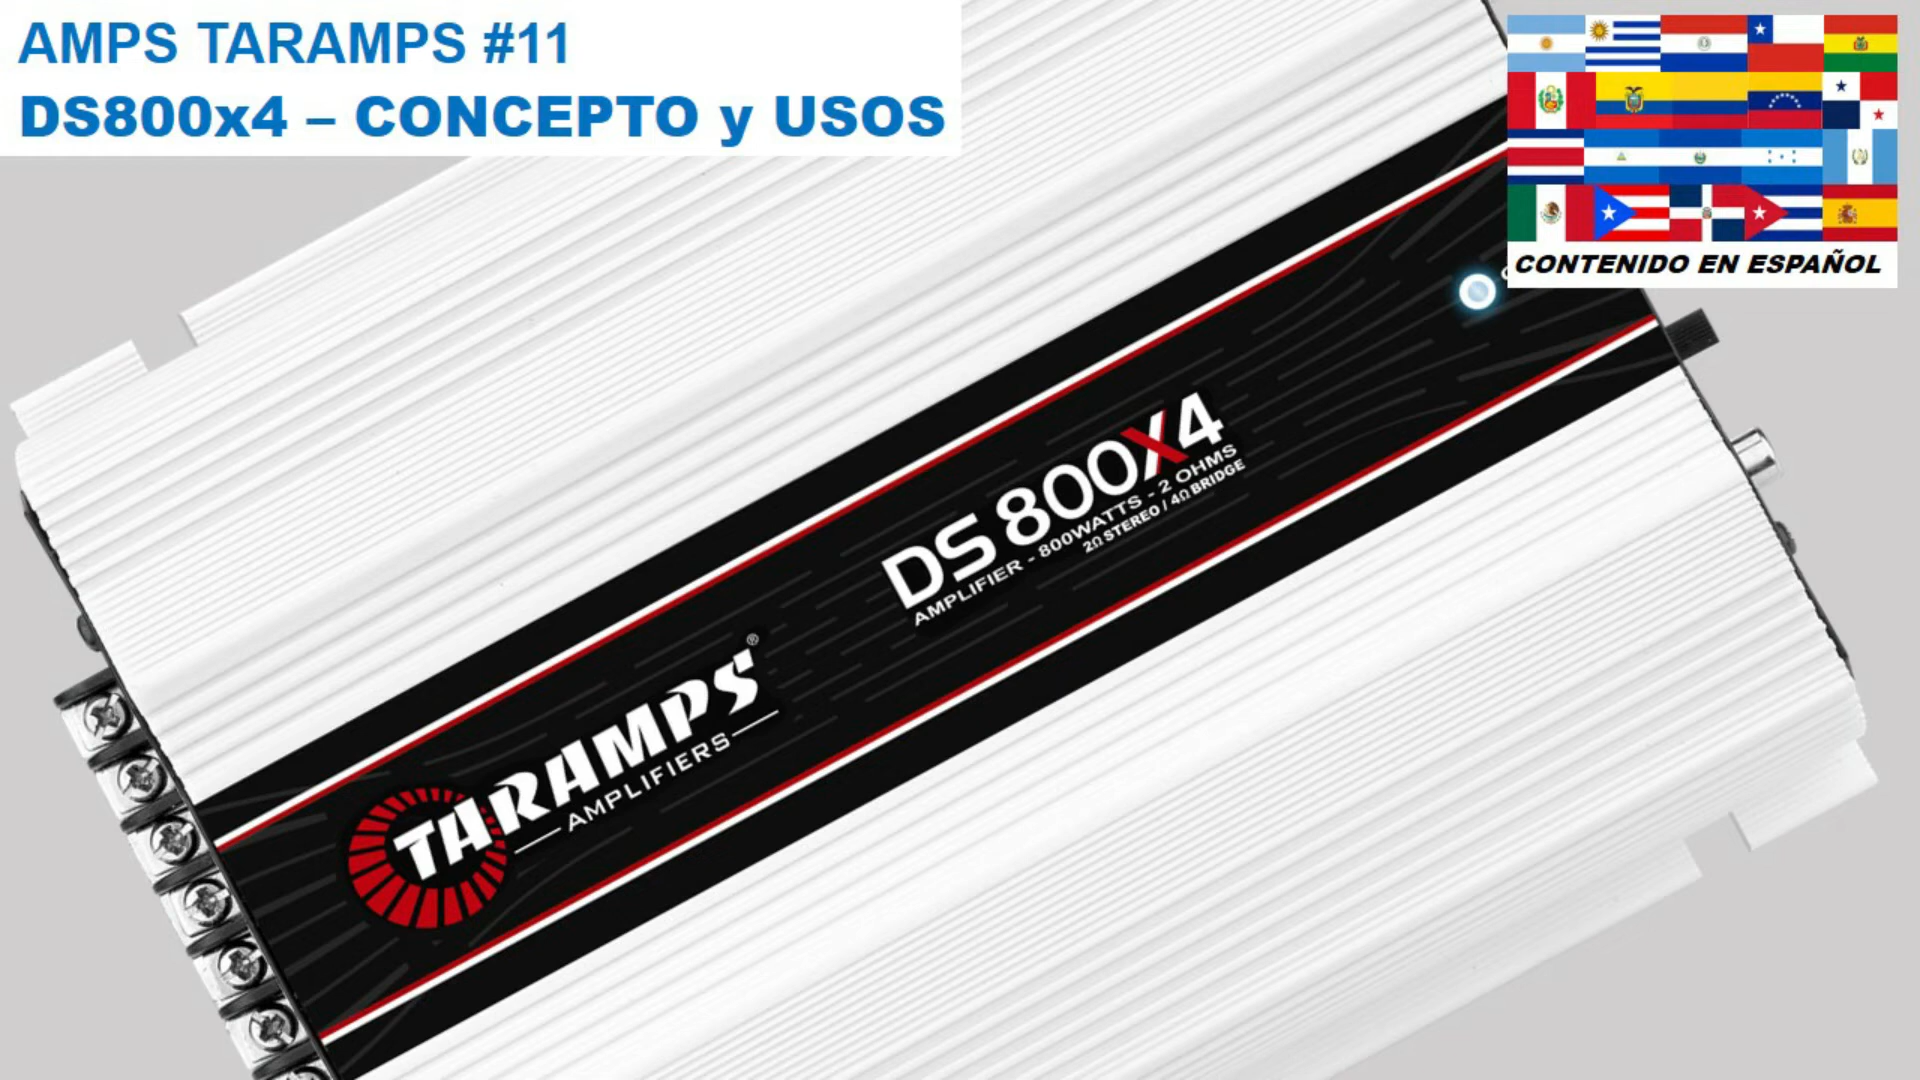 AMPS TARAMPS #11
DS800x4 – CONCEPTO y USOS
CONTENIDO EN ESPAÑOL
DS 800X4
AMPLIFIER - 800WATTS - 2 OHMS
2Ω STEREO / 4Ω BRIDGE
TARAMPS®
AMPLIFIERS